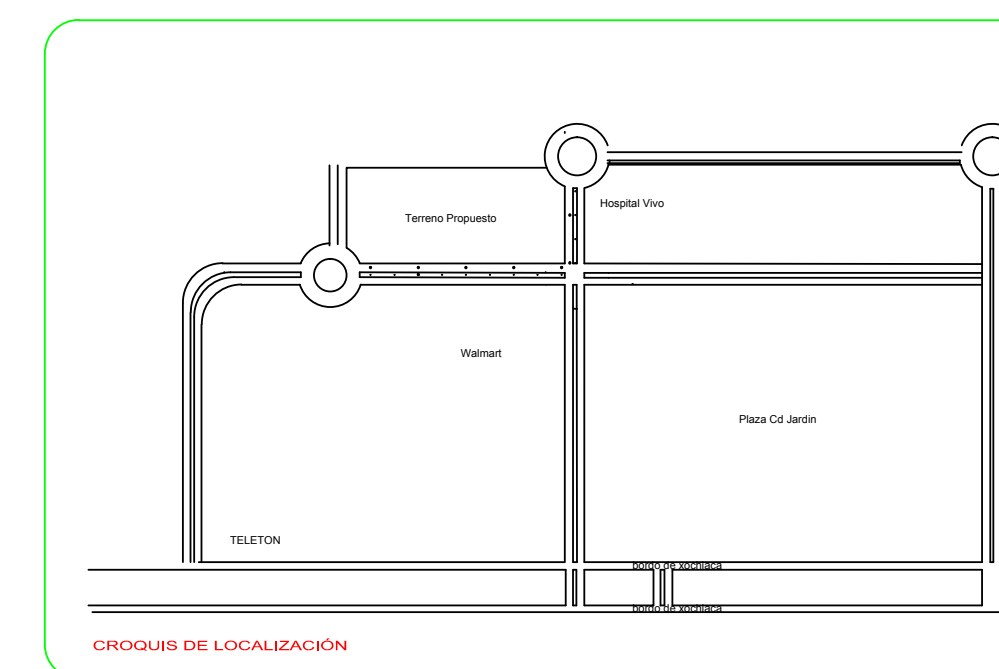 Hospital Vivo
Terreno Propuesto
Walmart
Plaza Cd Jardin
TELETON
bordo de xochiaca
bordo de xochiaca
CROQUIS DE LOCALIZACIÓN